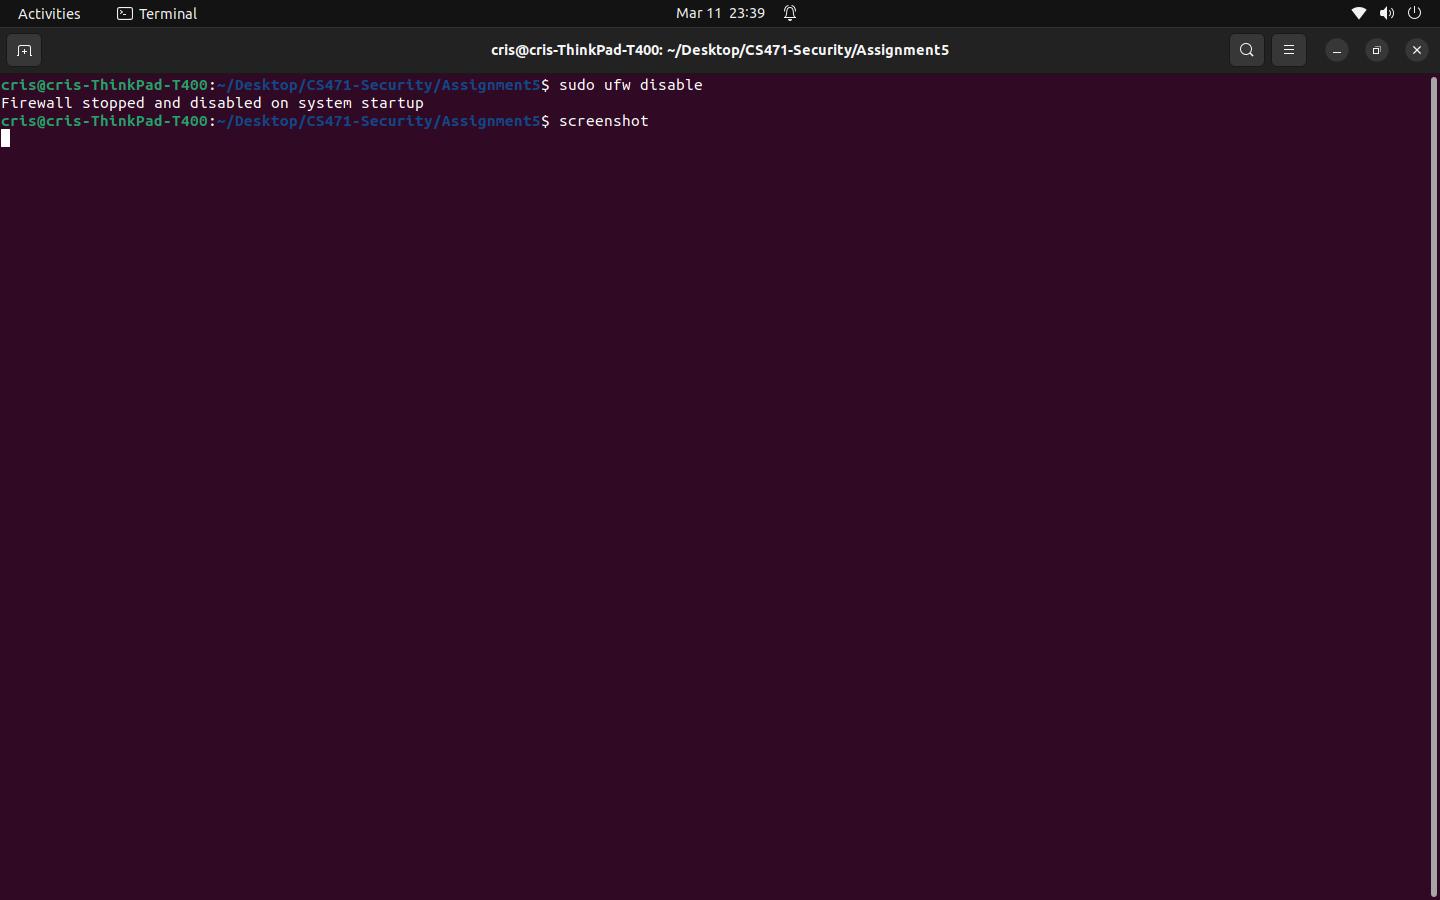 Activities Terminal Mar 11 23:39
cris@cris-ThinkPad-T400: ~/Desktop/CS471-Security/Assignment5
cris@cris-ThinkPad-T400:~/Desktop/CS471-Security/Assignment5$ sudo ufw disable
Firewall stopped and disabled on system startup
cris@cris-ThinkPad-T400:~/Desktop/CS471-Security/Assignment5$ screenshot